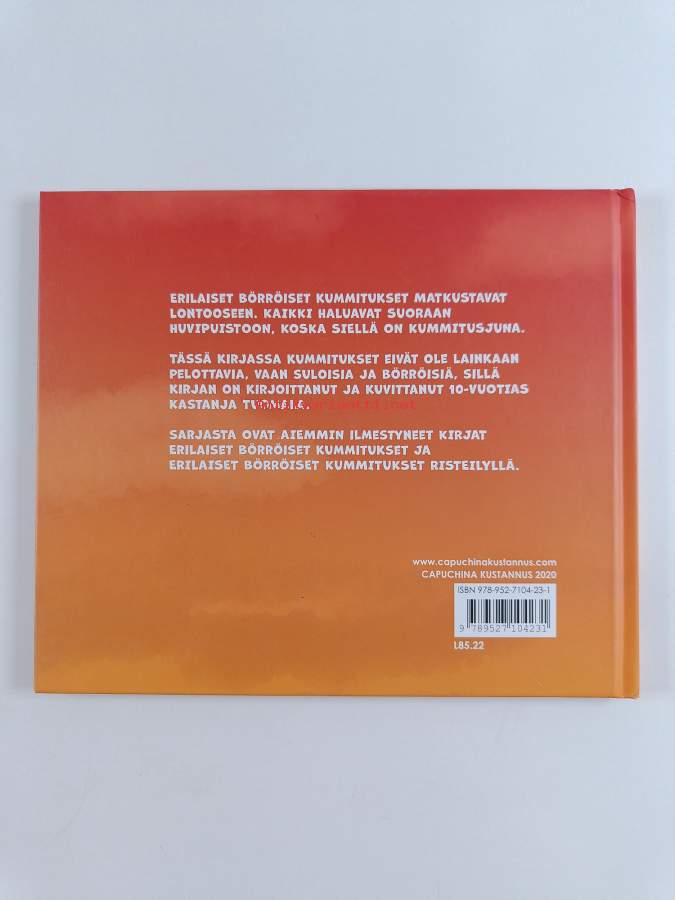 ERILAISET BÖRRÖISET KUMMITUKSET MATKUSTAVAT
LONTOOSEEN. KAIKKI HALUAVAT SUORAAN
HUVIPUISTOON, KOSKA SIELLÄ ON KUMMITUSJUNA.
TÄSSÄ KIRJASSA KUMMITUKSET EIVÄT OLE LAINKAAN
PELOTTAVIA, VAAN SULOISIA JA BÖRRÖISIÄ, SILLÄ
KIRJAN ON KIRJOITTANUT JA KUVITTANUT 10-VUOTIAS
KASTANJA
SARJASTA OVAT AIEMMIN ILMESTYNEET KIRJAT
ERILAISET BÖRRÖISET KUMMITUKSET JA
ERILAISET BÖRRÖISET KUMMITUKSET RISTEILYLLÄ.
www.capuchinakustannus.com
CAPUCHINA KUSTANNUS 2020
ISBN 978-952-7104-23-1
9 789527 104231
L85.22